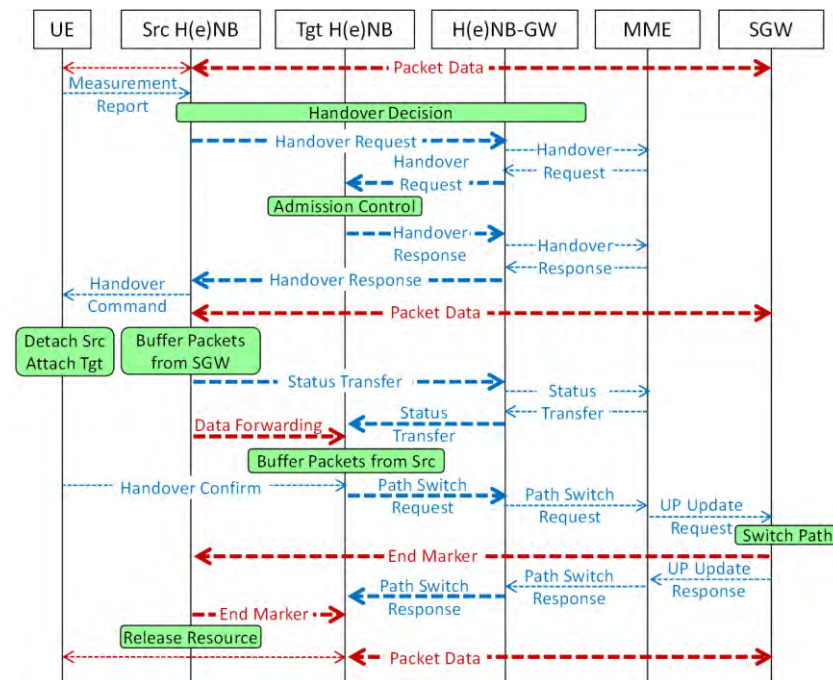 UE
Src H(e)NB
Tgt H(e)NB
H(e)NB-GW
MME
SGW
Packet Data
Measurement
Report
Handover Decision
Handover Request
Handover
Request
Handover
Request
Admission Control
Handover
Response
Handover
Response
Handover Response
Handover
Command
Packet Data
Detach Src
Attach Tgt
Buffer Packets
from SGW
Status Transfer
Status
Transfer
Status
Transfer
Data Forwarding
Buffer Packets from Src
Handover Confirm
Path Switch
Request
Path Switch
Request
UP Update
Request
Switch Path
End Marker
UP Update
Response
Path Switch
Response
Path Switch
Response
End Marker
Release Resource
Packet Data